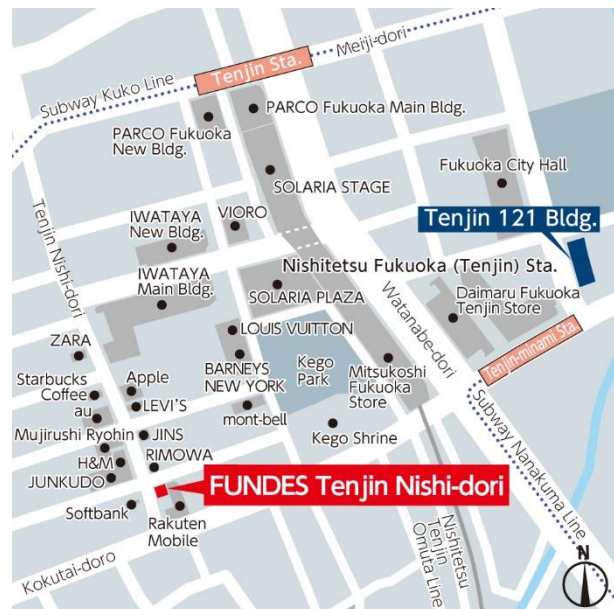 Meiji-dori
Tenjin Sta.
Subway Kuko Line
PARCO Fukuoka Main Bldg.
PARCO Fukuoka
New Bldg.
Fukuoka City Hall
SOLARIA STAGE
Tenjin Nishi-dori
IWATAYA
New Bldg.
VIORO
Tenjin 121 Bldg.
Nishitetsu Fukuoka (Tenjin) Sta.
IWATAYA
Main Bldg.
SOLARIA PLAZA
Watanabe-dori
Daimaru Fukuoka
Tenjin Store
Tenjin-minami Sta.
ZARA
LOUIS VUITTON
BARNEYS
NEW YORK
Kego
Park
Mitsukoshi
Fukuoka
Store
Starbucks
Coffee
Apple
au
LEVI'S
mont-bell
Kego Shrine
Mujirushi Ryohin
JINS
H&M
RIMOWA
JUNKUDO
FUNDES Tenjin Nishi-dori
Softbank
Rakuten
Mobile
Subway Nanakuma Line
Nishitetsu
Tenjin
Omuta Line
Kokutai-doro
N